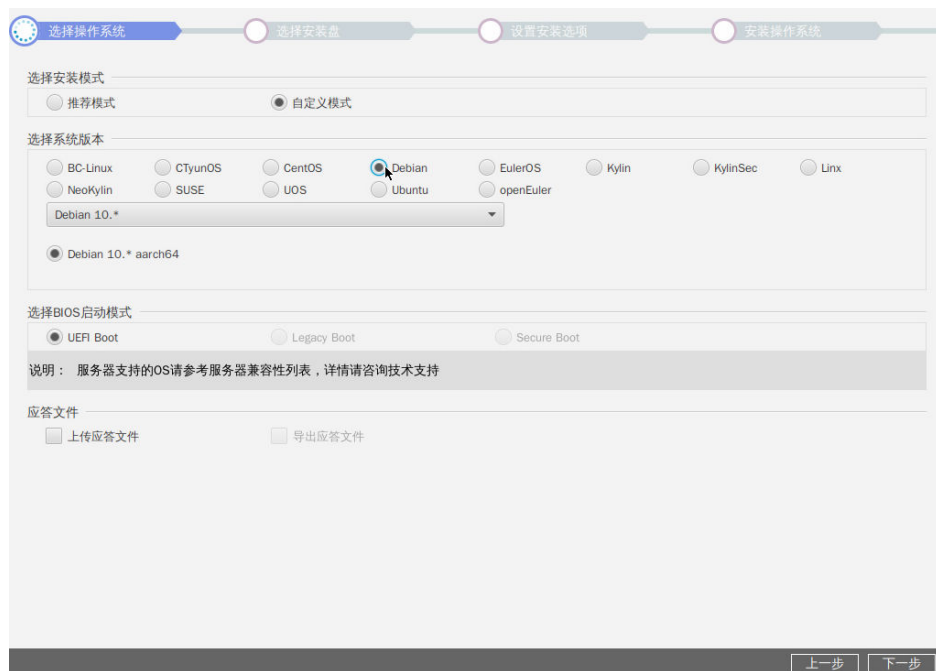 选择操作系统 选择安装盘 设置安装选项 安装操作系统
选择安装模式
推荐模式 自定义模式
选择系统版本
BC-Linux CTyunOS CentOS Debian EulerOS Kylin KylinSec Linx
NeoKylin SUSE UOS Ubuntu openEuler
Debian 10.*
Debian 10.* aarch64
选择BIOS启动模式
UEFI Boot Legacy Boot Secure Boot
说明： 服务器支持的OS请参考服务器兼容性列表，详情请咨询技术支持
应答文件
上传应答文件 导出应答文件
上一步 下一步